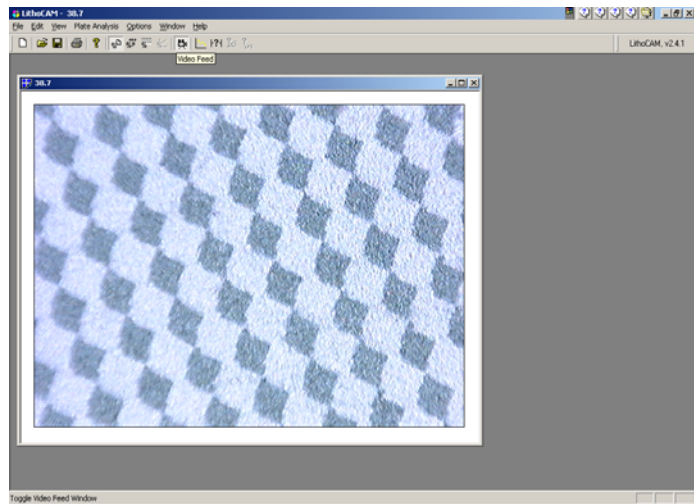 LithoCAM - 38.7
File Edit View Plate Analysis Options Window Help
LithoCAM, v2.4.1
Video Feed
38.7
Toggle Video Feed Window